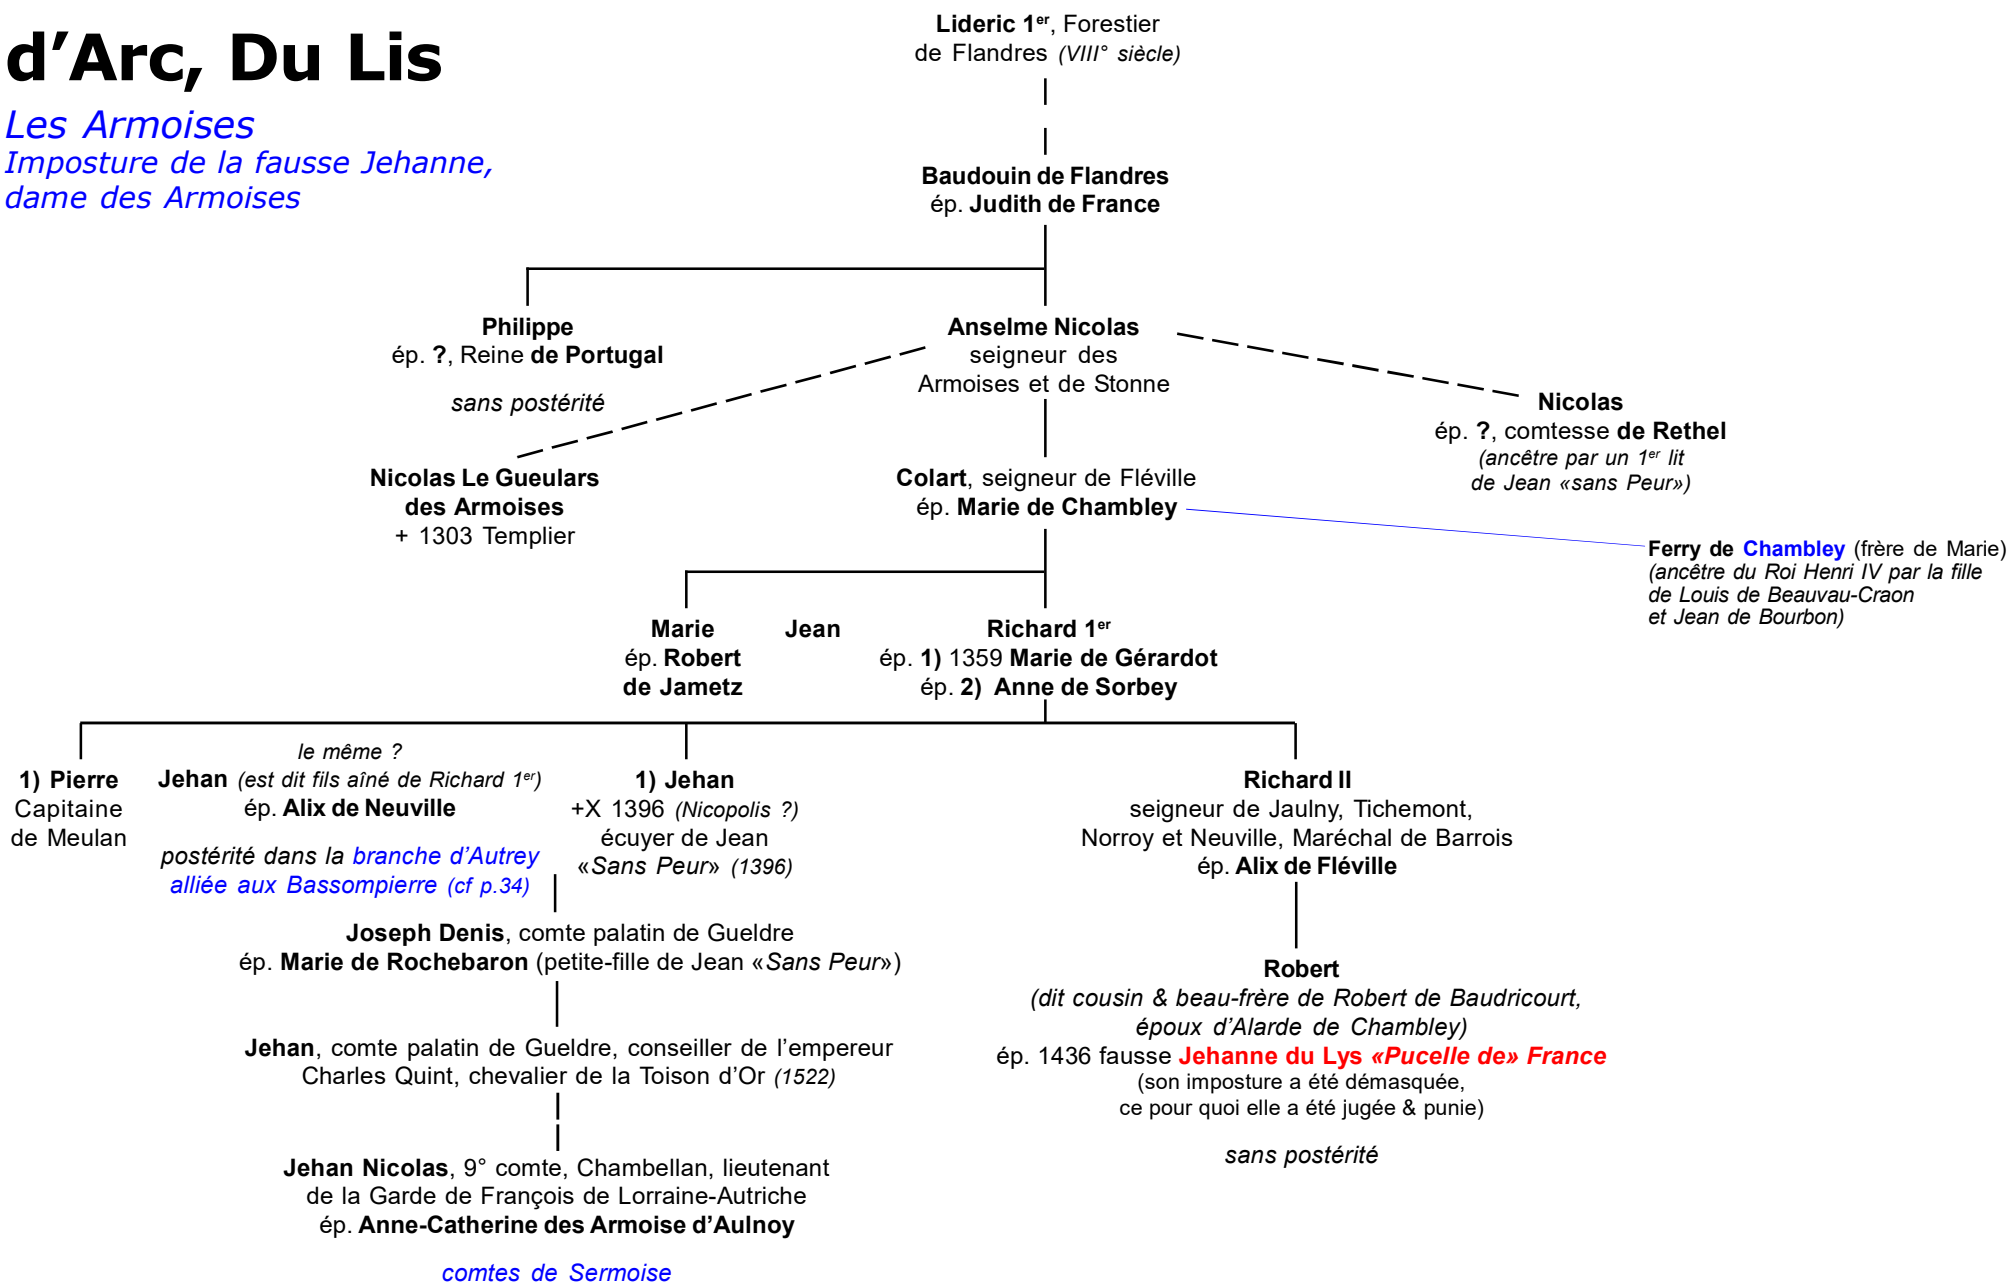 d’Arc, Du Lis
Les Armoises
Imposture de la fausse Jehanne,
dame des Armoises
Lideric 1er, Forestier
de Flandres (VIII° siècle)
Baudouin de Flandres
ép. Judith de France
Philippe
ép. ?, Reine de Portugal
sans postérité
Anselme Nicolas
seigneur des
Armoises et de Stonne
Nicolas
ép. ?, comtesse de Rethel
(ancêtre par un 1er lit
de Jean «sans Peur»)
Nicolas Le Gueulars
des Armoises
+ 1303 Templier
Colart, seigneur de Fléville
ép. Marie de Chambley
Ferry de Chambley (frère de Marie)
(ancêtre du Roi Henri IV par la fille
de Louis de Beauvau-Craon
et Jean de Bourbon)
Marie
ép. Robert
de Jametz
Jean
Richard 1er
ép. 1) 1359 Marie de Gérardot
ép. 2) Anne de Sorbey
1) Pierre
Capitaine
de Meulan
le même ?
Jehan (est dit fils aîné de Richard 1er)
ép. Alix de Neuville
postérité dans la branche d’Autrey
alliée aux Bassompierre (cf p.34)
1) Jehan
+X 1396 (Nicopolis ?)
écuyer de Jean
«Sans Peur» (1396)
Richard II
seigneur de Jaulny, Tichemont,
Norroy et Neuville, Maréchal de Barrois
ép. Alix de Fléville
Joseph Denis, comte palatin de Gueldre
ép. Marie de Rochebaron (petite-fille de Jean «Sans Peur»)
Robert
(dit cousin & beau-frère de Robert de Baudricourt,
époux d’Alarde de Chambley)
ép. 1436 fausse Jehanne du Lys «Pucelle de» France
(son imposture a été démasquée,
ce pour quoi elle a été jugée & punie)
sans postérité
Jehan, comte palatin de Gueldre, conseiller de l’empereur
Charles Quint, chevalier de la Toison d’Or (1522)
Jehan Nicolas, 9° comte, Chambellan, lieutenant
de la Garde de François de Lorraine-Autriche
ép. Anne-Catherine des Armoise d’Aulnoy
comtes de Sermoise